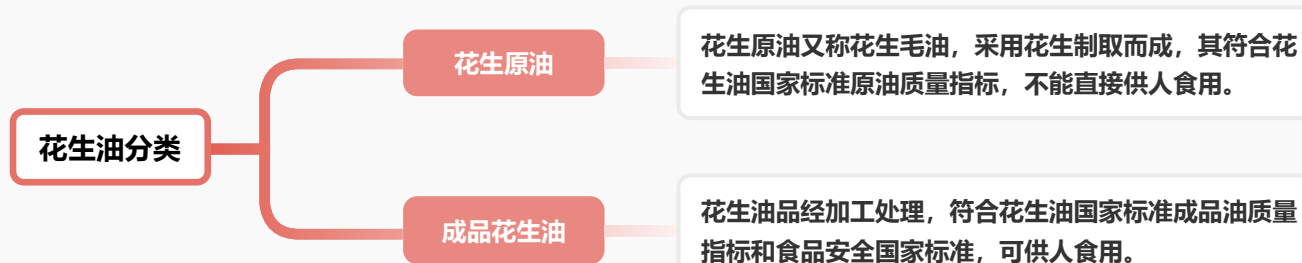 花生油分类
花生原油
花生原油又称花生毛油，采用花生制取而成，其符合花
生油国家标准原油质量指标，不能直接供人食用。
成品花生油
花生油品经加工处理，符合花生油国家标准成品油质量
指标和食品安全国家标准，可供人食用。